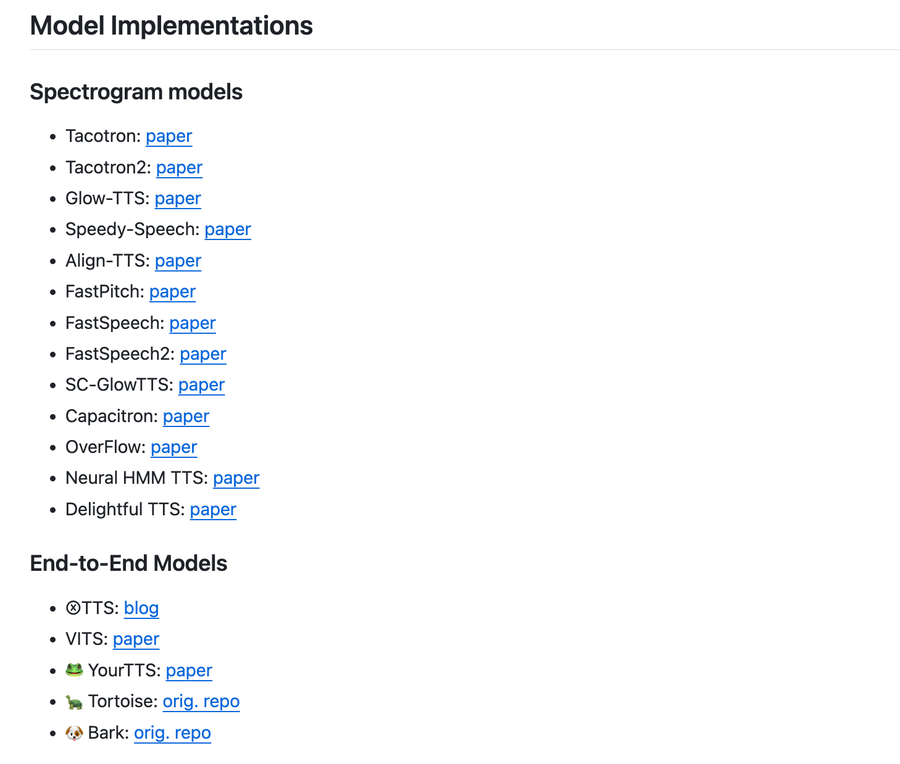 Model Implementations
Spectrogram models
• Tacotron: paper
• Tacotron2: paper
• Glow-TTS: paper
• Speedy-Speech: paper
• Align-TTS: paper
• FastPitch: paper
• FastSpeech: paper
• FastSpeech2: paper
• SC-GlowTTS: paper
• Capacitron: paper
• OverFlow: paper
• Neural HMM TTS: paper
• Delightful TTS: paper
End-to-End Models
• ⓧTTS: blog
• VITS: paper
• 🐸 YourTTS: paper
• 🐢 Tortoise: orig. repo
• 🐶 Bark: orig. repo